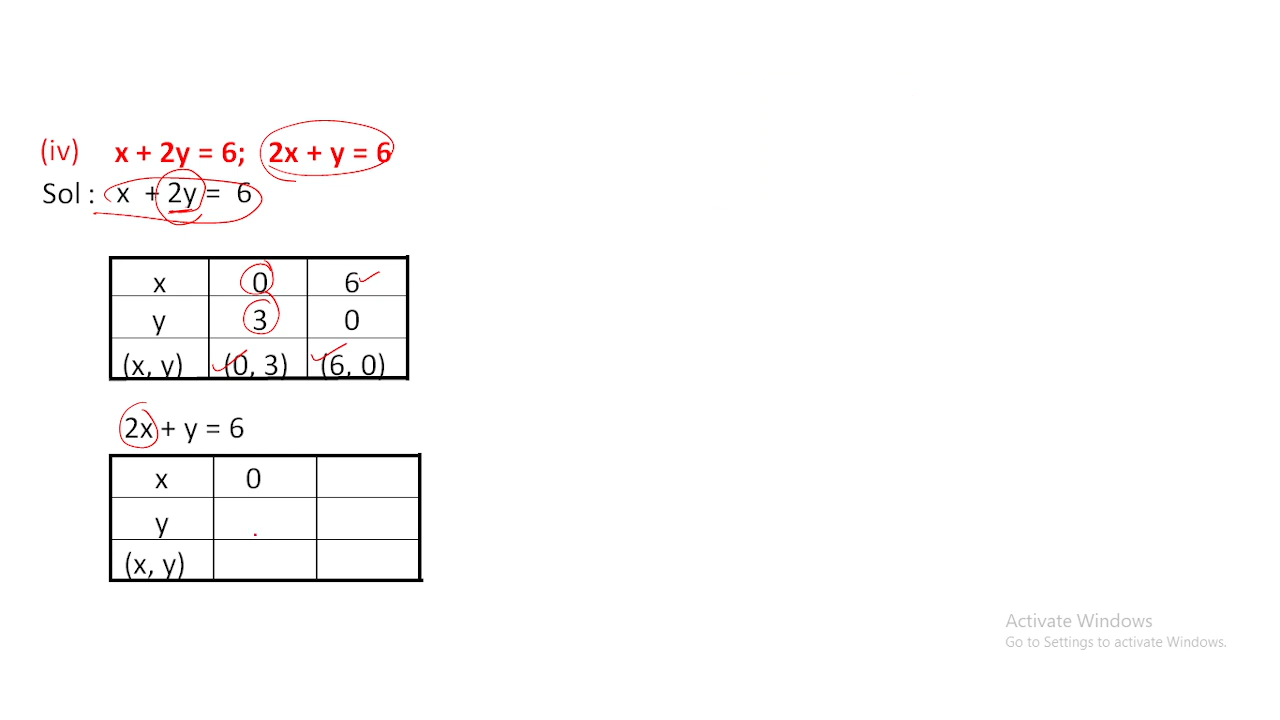 (iv) x + 2y = 6; 2x + y = 6
Sol : x + 2y = 6
x 0 6
y 3 0
(x, y) (0, 3) (6, 0)
2x + y = 6
x 0
y
(x, y)
Activate Windows
Go to Settings to activate Windows.